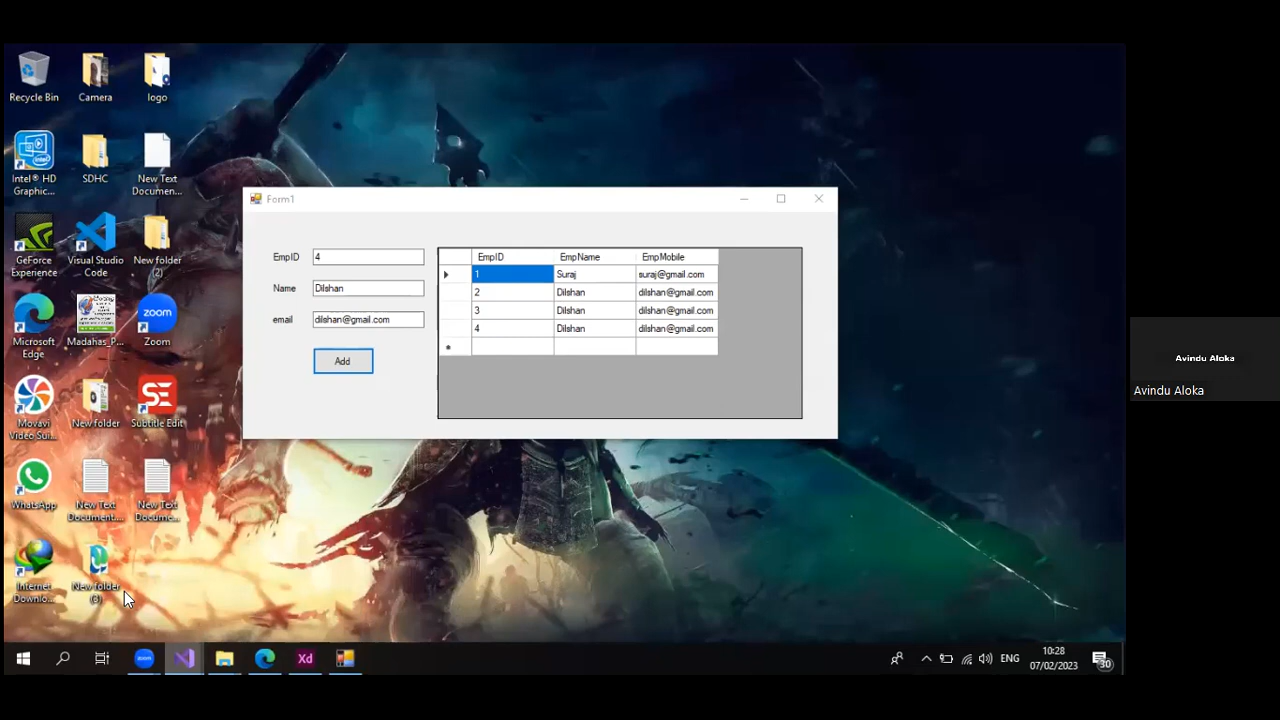 Recycle Bin
Camera
logo
Intel® HD
Graphic...
SDHC
New Text
Documen...
GeForce
Experience
Visual Studio
Code
New folder
(2)
Microsoft
Edge
Madahas_P...
Zoom
zoom
Movavi
Video Sui...
New folder
SE
Subtitle Edit
WhatsApp
New Text
Document...
New Text
Docume...
Internet
Downlo...
New folder
(3)
Form1
EmpID
4
Name
Dilshan
email
dilshan@gmail.com
Add
EmpID EmpName EmpMobile
1 Suraj suraj@gmail.com
2 Dilshan dilshan@gmail.com
3 Dilshan dilshan@gmail.com
4 Dilshan dilshan@gmail.com
Avindu Aloka
Avindu Aloka
zoom
Xd
ENG
10:28
07/02/2023
30